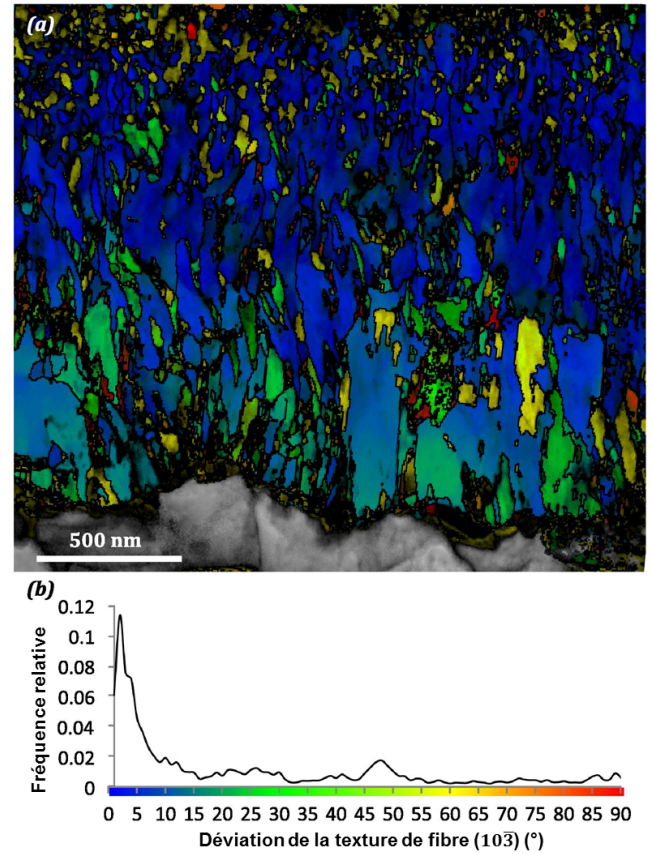 (a)
500 nm
(b)
Fréquence relative
0.12
0.1
0.08
0.06
0.04
0.02
0
0 5 10 15 20 25 30 35 40 45 50 55 60 65 70 75 80 85 90
Déviation de la texture de fibre (103̅) (°)